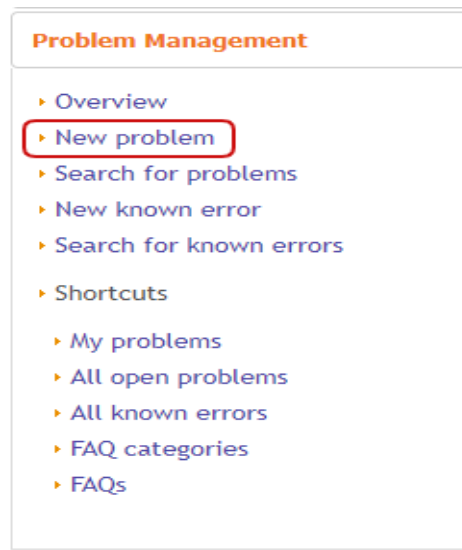 Problem Management
Overview
New problem
Search for problems
New known error
Search for known errors
Shortcuts
My problems
All open problems
All known errors
FAQ categories
FAQs